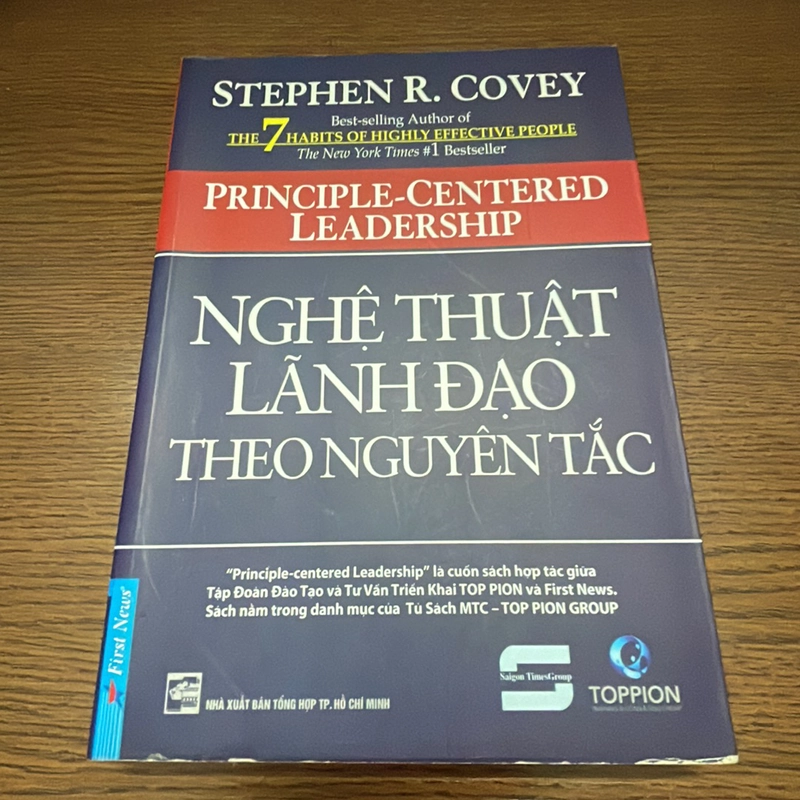 STEPHEN R. COVEY
Best-selling Author of
THE 7 HABITS OF HIGHLY EFFECTIVE PEOPLE
The New York Times #1 Bestseller
PRINCIPLE-CENTERED
LEADERSHIP
NGHỆ THUẬT
LÃNH ĐẠO
THEO NGUYÊN TẮC
"Principle-centered Leadership" là cuốn sách hợp tác giữa
Tập Đoàn Đào Tạo và Tư Vấn Triển Khai TOP PION và First News.
Sách nằm trong danh mục của Tủ Sách MTC – TOP PION GROUP
First News
NHÀ XUẤT BẢN TỔNG HỢP TP. HỒ CHÍ MINH
Saigon TimesGroup
TOPPION